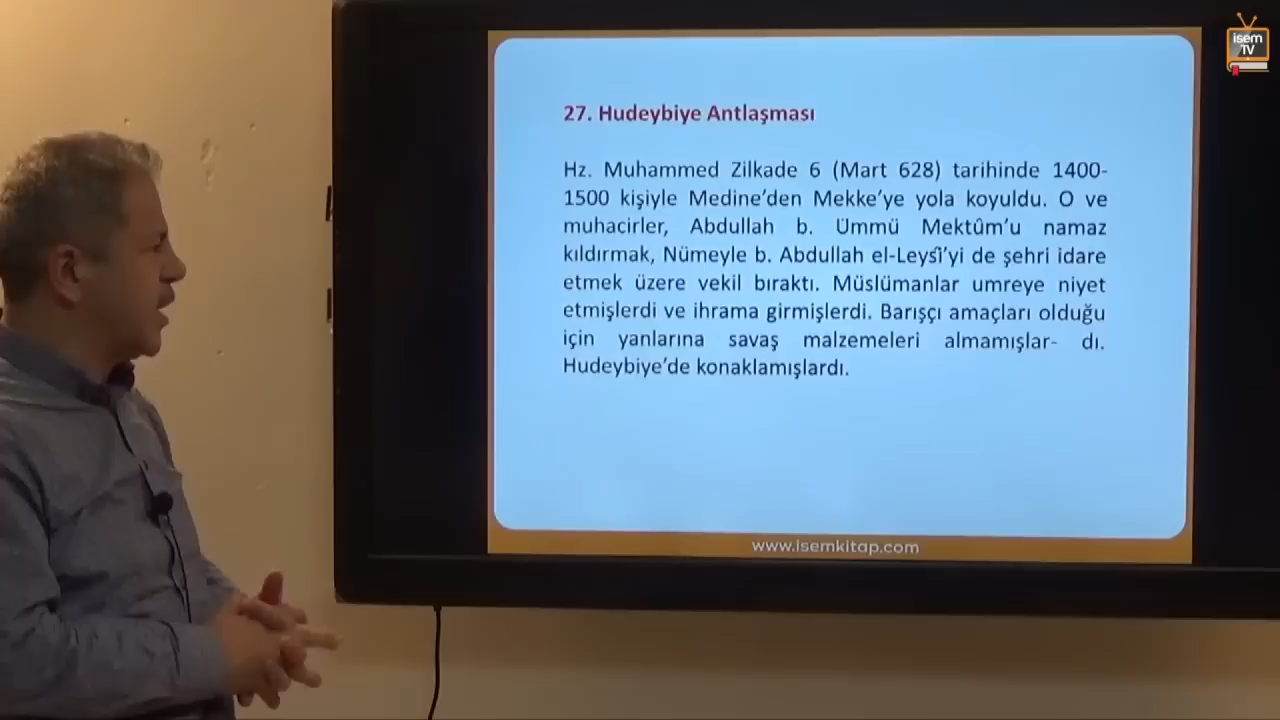 isem
TV
27. Hudeybiye Antlaşması
Hz. Muhammed Zilkade 6 (Mart 628) tarihinde 1400-
1500 kişiyle Medine’den Mekke’ye yola koyuldu. O ve
muhacirler, Abdullah b. Ümmü Mektûm’u namaz
kıldırmak, Nümeyle b. Abdullah el-Leysî’yi de şehri idare
etmek üzere vekil bıraktı. Müslümanlar umreye niyet
etmişlerdi ve ihrama girmişlerdi. Barışçı amaçları olduğu
için yanlarına savaş malzemeleri almamışlar- dı.
Hudeybiye’de konaklamışlardı.
www.isemkitap.com